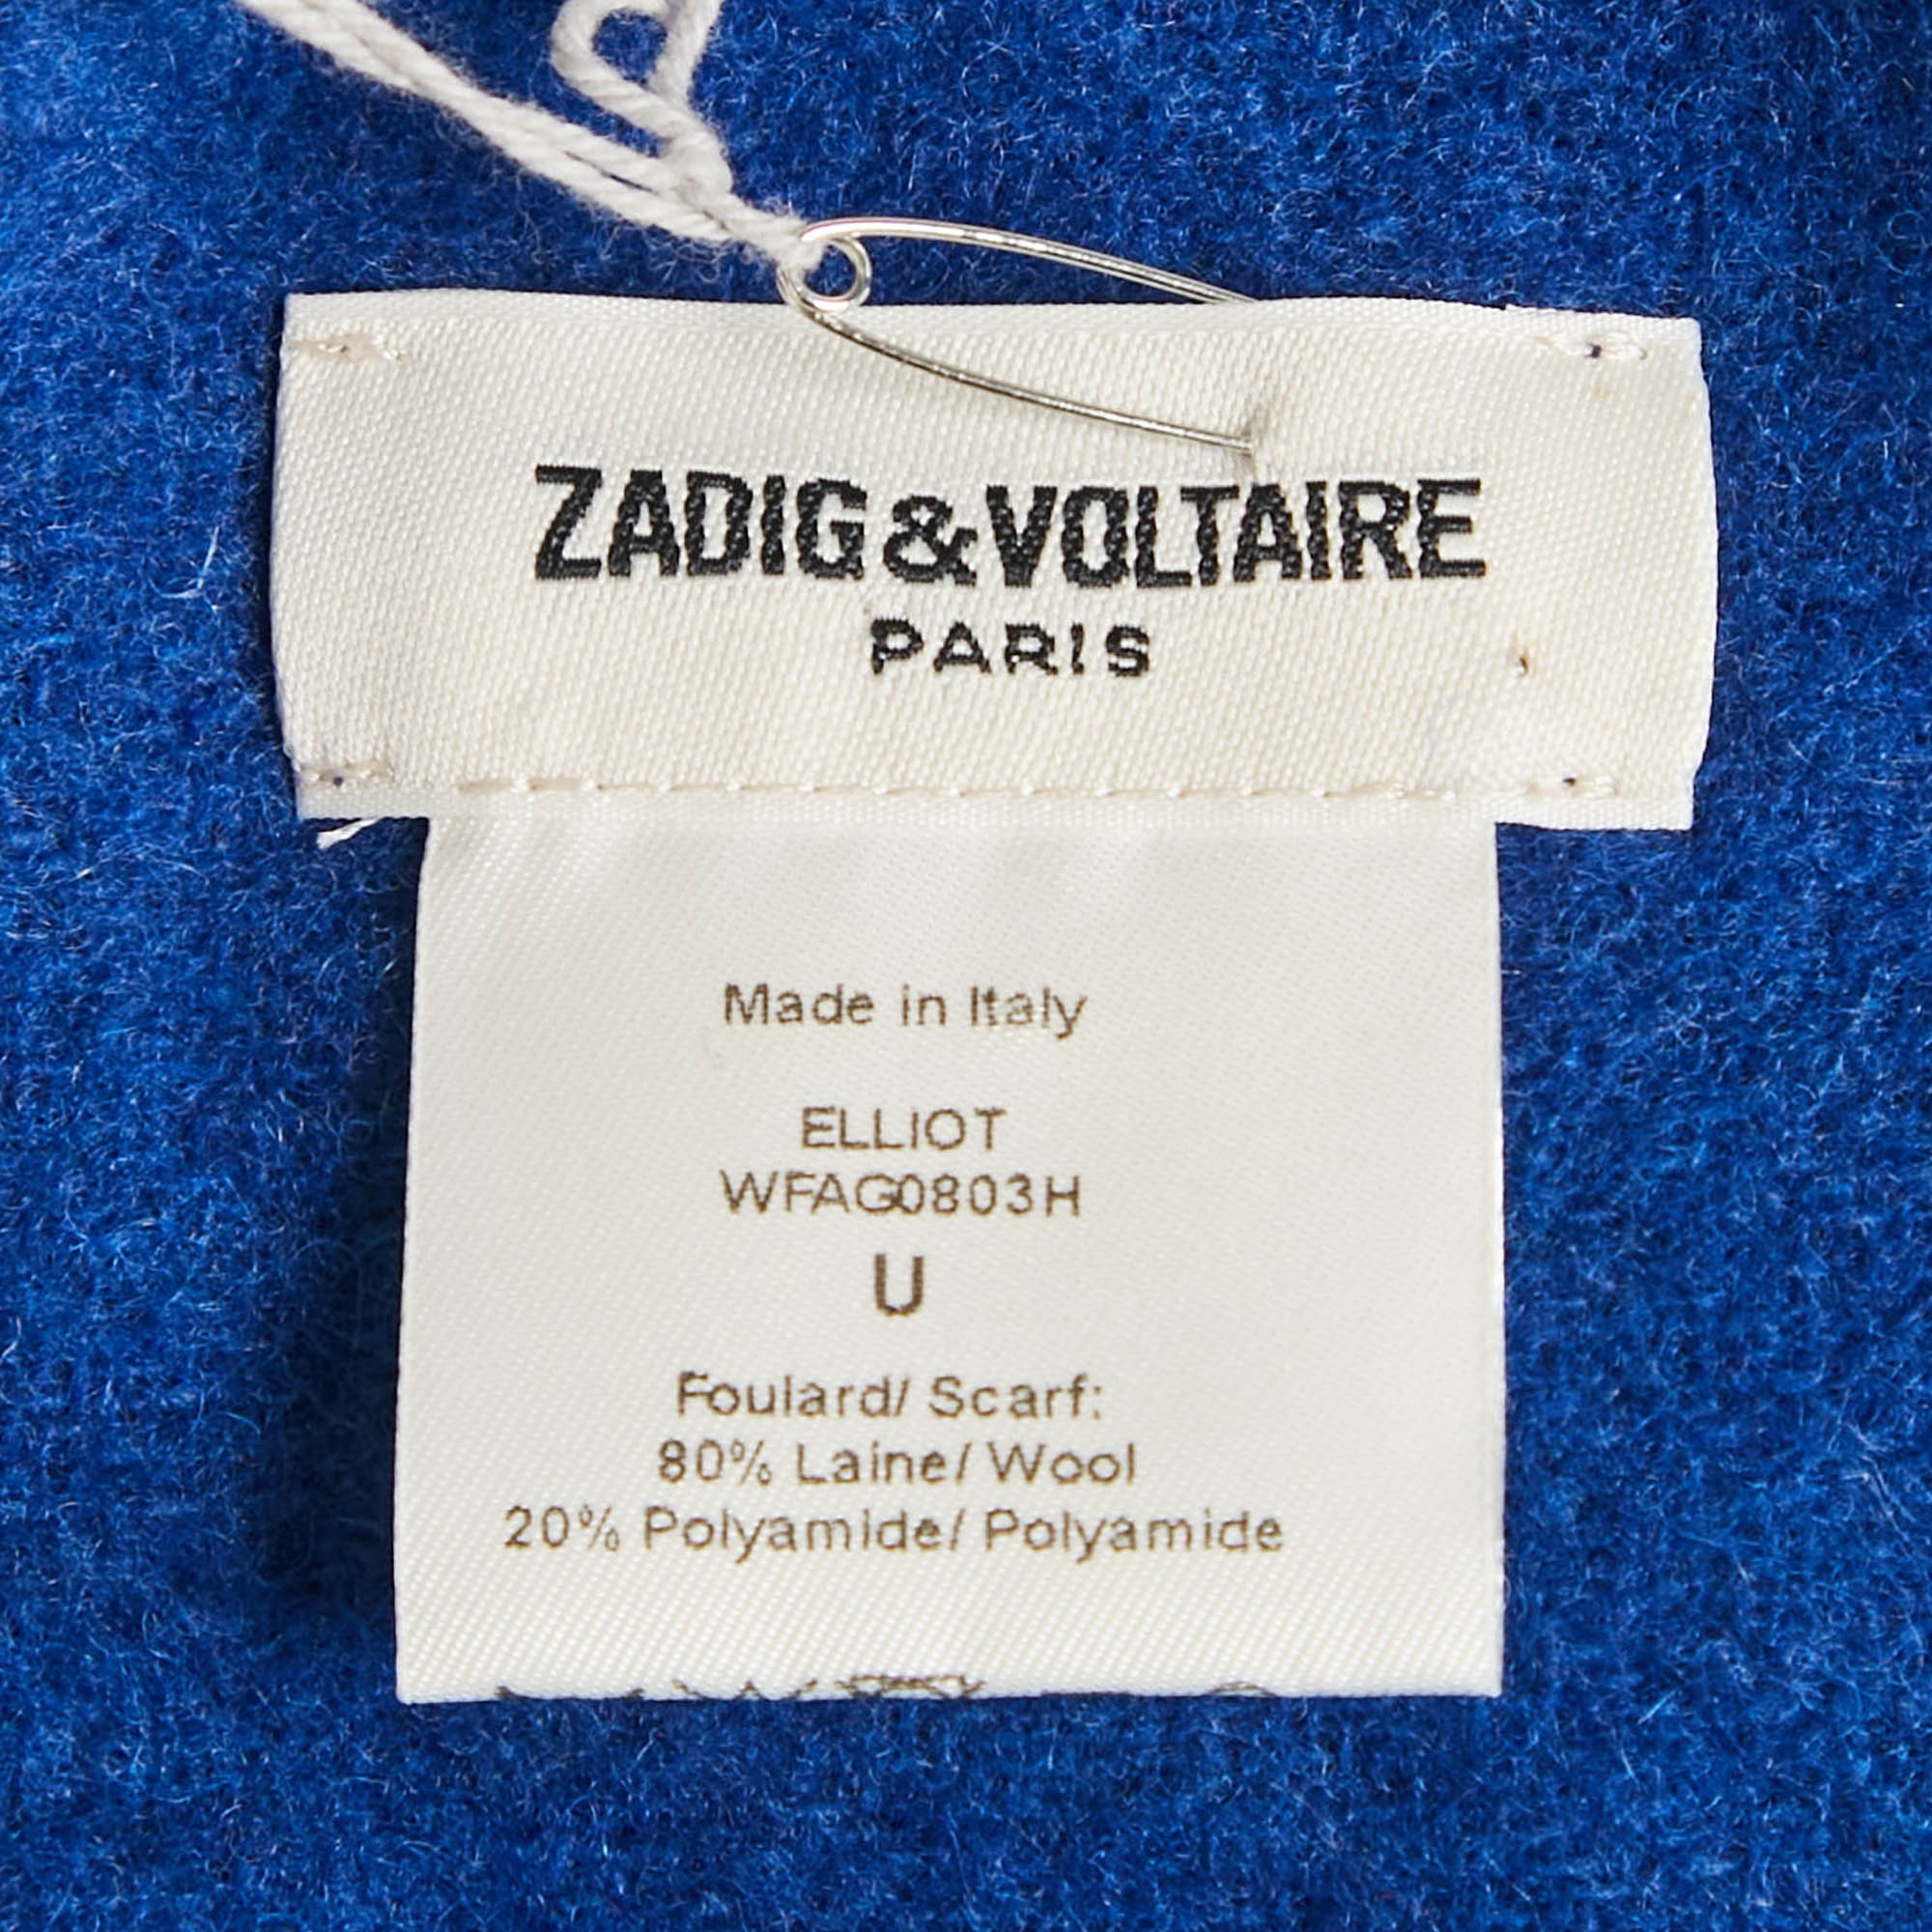 ZADIG&VOLTAIRE
PARIS
Made in Italy
ELLIOT
WFAG0803H
U
Foulard/ Scarf:
80% Laine/ Wool
20% Polyamide/ Polyamide